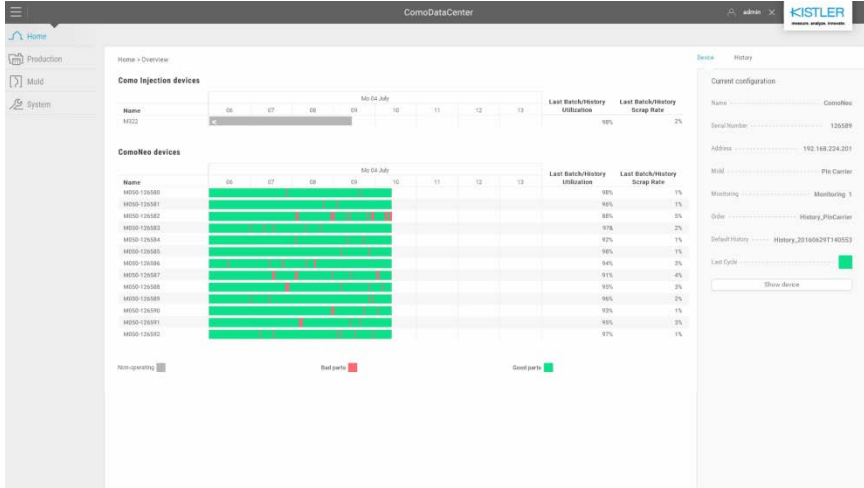 ComoDataCenter
admin
KISTLER
measure. analyze. innovate.
Home
Production
Mold
System
Home > Overview
Como Injection devices
Mo 04 July
Last Batch/History Utilization
Last Batch/History Scrap Rate
Name 06 07 08 09 10 11 12 13
M322 98% 2%
ComoNeo devices
Mo 04 July
Last Batch/History Utilization
Last Batch/History Scrap Rate
Name 06 07 08 09 10 11 12 13
M050-126580 98% 1%
M050-126581 96% 1%
M050-126582 88% 5%
M050-126583 97% 2%
M050-126584 92% 1%
M050-126585 98% 1%
M050-126586 94% 3%
M050-126587 91% 4%
M050-126588 95% 3%
M050-126589 96% 2%
M050-126590 93% 1%
M050-126591 95% 3%
M050-126592 97% 1%
Non-operating
Bad parts
Good parts
Device History
Current configuration
Name ComoNeo
Serial Number 126589
Address 192.168.224.201
Mold Pin Carrier
Monitoring Monitoring 1
Order History_PinCarrier
Default History History_20160629T140553
Last Cycle
Show device